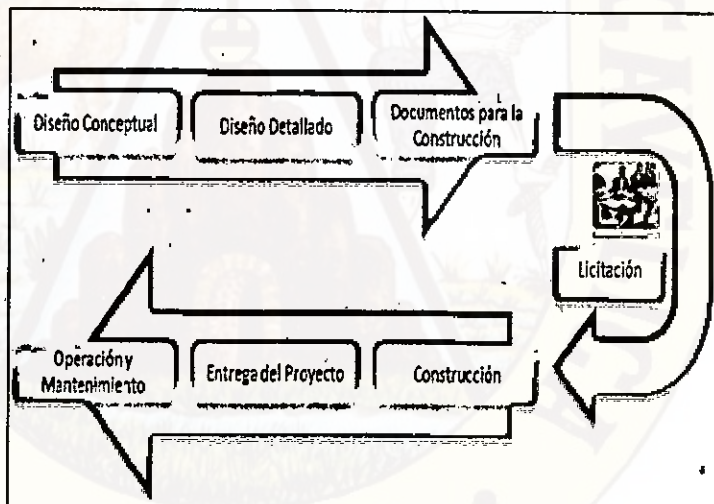 Diseño Conceptual
Diseño Detallado
Documentos para la
Construcción
Licitación
Construcción
Entrega del Proyecto
Operación y
Mantenimiento